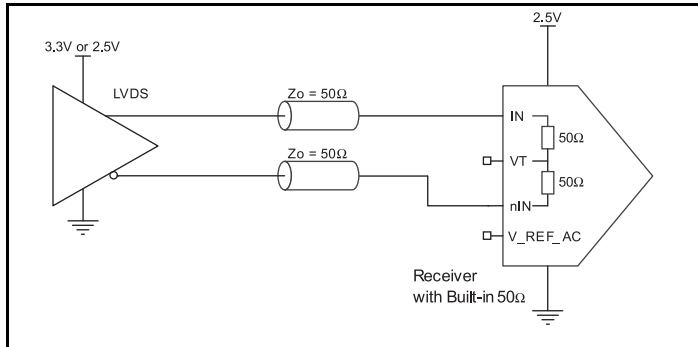 3.3V or 2.5V
LVDS
Zo = 50Ω
Zo = 50Ω
2.5V
IN
50Ω
VT
50Ω
nIN
V_REF_AC
Receiver
with Built-in 50Ω